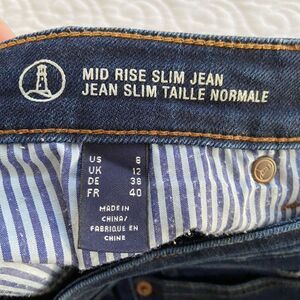 MID RISE SLIM JEAN
JEAN SLIM TAILLE NORMALE
US 8
UK 12
DE 38
FR 40
MADE IN
CHINA/
FABRIQUE EN
CHINE